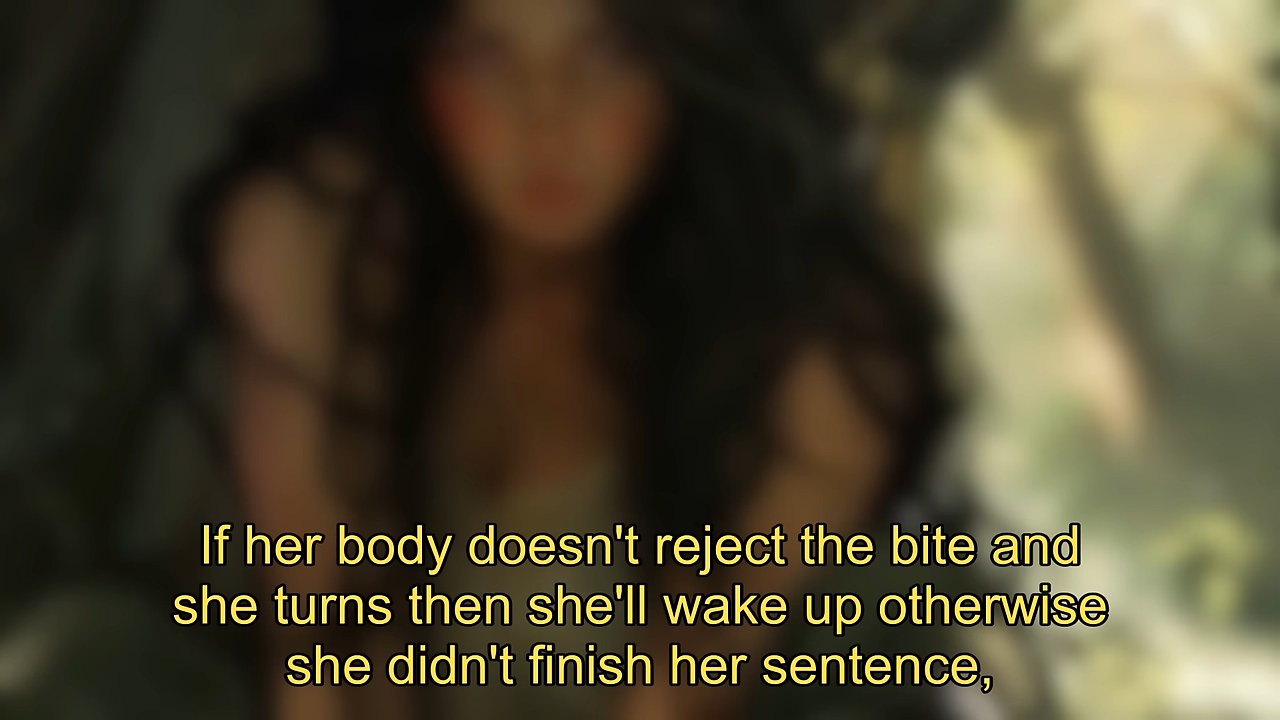 If her body doesn't reject the bite and
she turns then she'll wake up otherwise
she didn't finish her sentence,